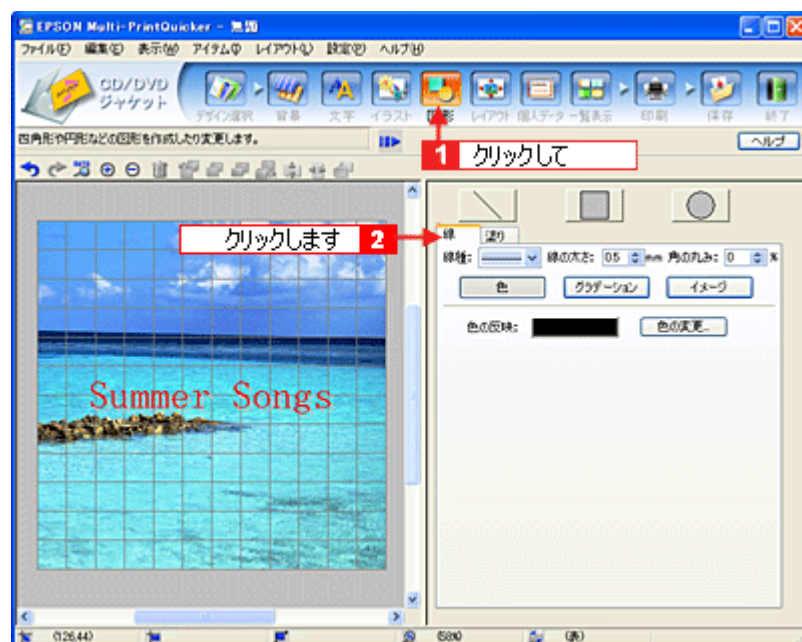 EPSON Multi-PrintQuicker - 無題
ファイル(F) 編集(E) 表示(W) アイテム(I) レイアウト(L) 設定(P) ヘルプ(H)
CD/DVD
ジャケット
デザイン選択 背景 文字 イラスト 図形 レイアウト 個人データ 一覧表示 印刷 保存 終了
四角形や円形などの図形を作成したり変更します。
ヘルプ
1 クリックして
クリックします 2
線 塗り
線種: 線の太さ: 0.5 mm 角の丸み: 0 %
色 グラデーション イメージ
色の反映: 色の変更...
Summer Songs
(126,44) (58%) (表)